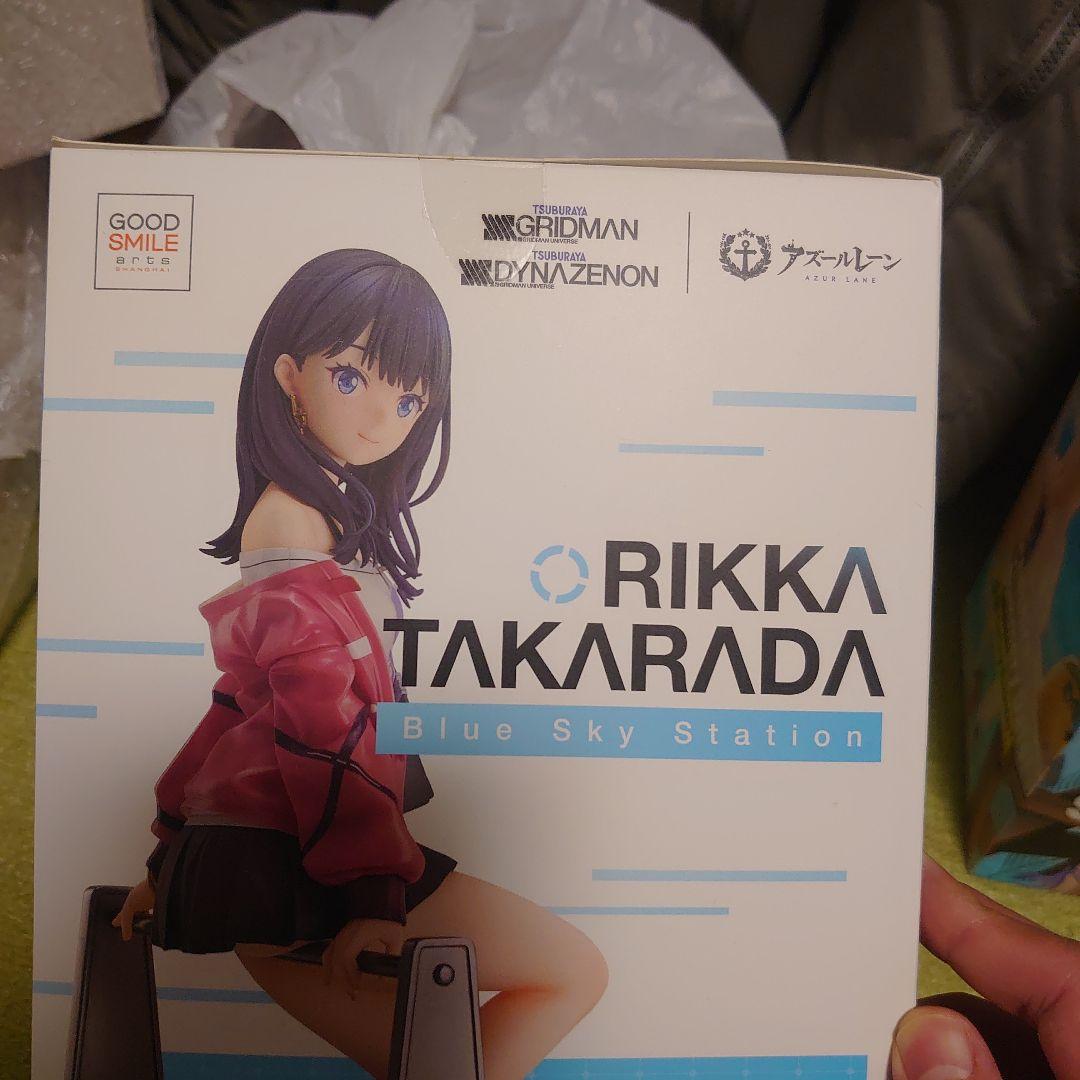 GOOD
SMILE
arts
SHANGHAI
TSUBURAYA
GRIDMAN
GRIDMAN UNIVERSE
TSUBURAYA
DYNAZENON
GRIDMAN UNIVERSE
アズールレーン
AZUR LANE
RIKKA
TAKARADA
Blue Sky Station